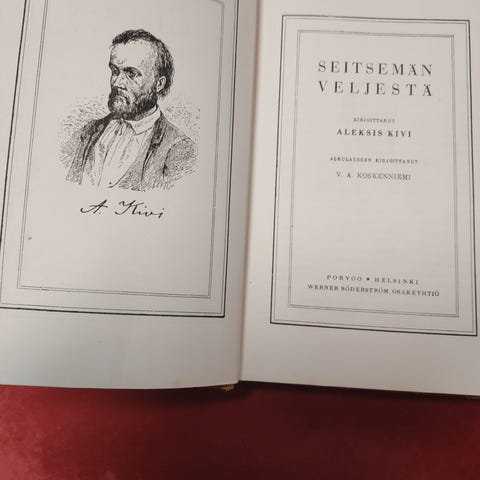 A. Kivi
SEITSEMÄN
VELJESTÄ
KIRJOITTANUT
ALEKSIS KIVI
ALKULAUSEEN KIRJOITTANUT
V. A. KOSKENNIEMI
PORVOO • HELSINKI
WERNER SÖDERSTRÖM OSAKEYHTIÖ